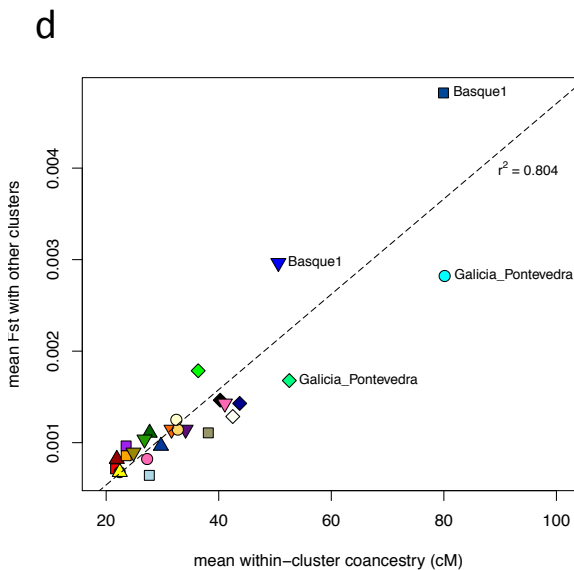 d
Basque1
r² = 0.804
Basque1
Galicia_Pontevedra
Galicia_Pontevedra
0.004
0.003
0.002
0.001
mean Fst with other clusters
20 40 60 80 100
mean within−cluster coancestry (cM)